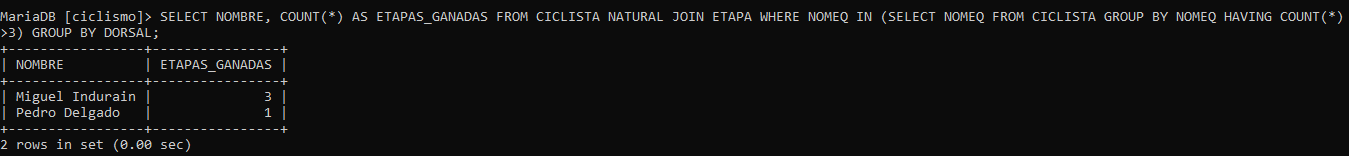 MariaDB [ciclismo]> SELECT NOMBRE, COUNT(*) AS ETAPAS_GANADAS FROM CICLISTA NATURAL JOIN ETAPA WHERE NOMEQ IN (SELECT NOMEQ FROM CICLISTA GROUP BY NOMEQ HAVING COUNT(*)
>3) GROUP BY DORSAL;
+-----------------+----------------+
| NOMBRE          | ETAPAS_GANADAS |
+-----------------+----------------+
| Miguel Indurain |              3 |
| Pedro Delgado   |              1 |
+-----------------+----------------+
2 rows in set (0.00 sec)